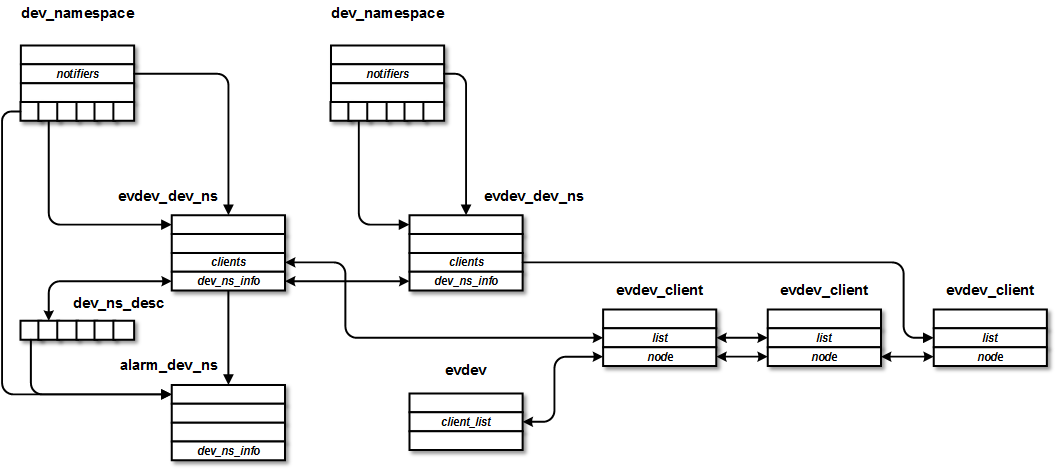 dev_namespace
dev_namespace
notifiers
notifiers
evdev_dev_ns
evdev_dev_ns
clients
clients
dev_ns_info
dev_ns_info
dev_ns_desc
evdev_client
evdev_client
evdev_client
list
list
list
node
node
node
alarm_dev_ns
evdev
client_list
dev_ns_info